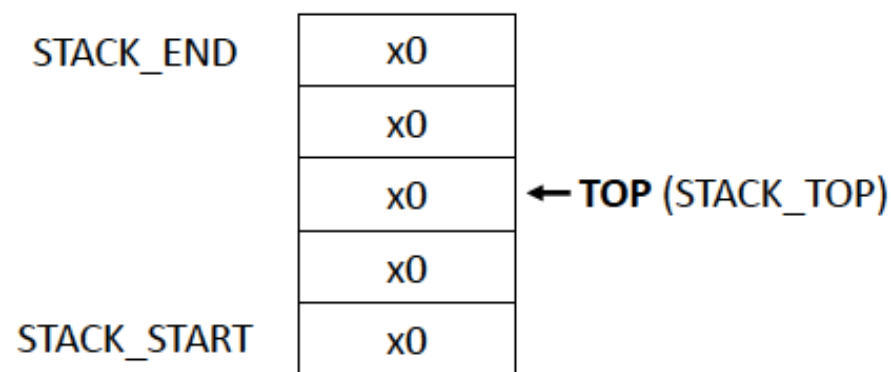 STACK_END x0
x0
x0 ← TOP (STACK_TOP)
x0
STACK_START x0